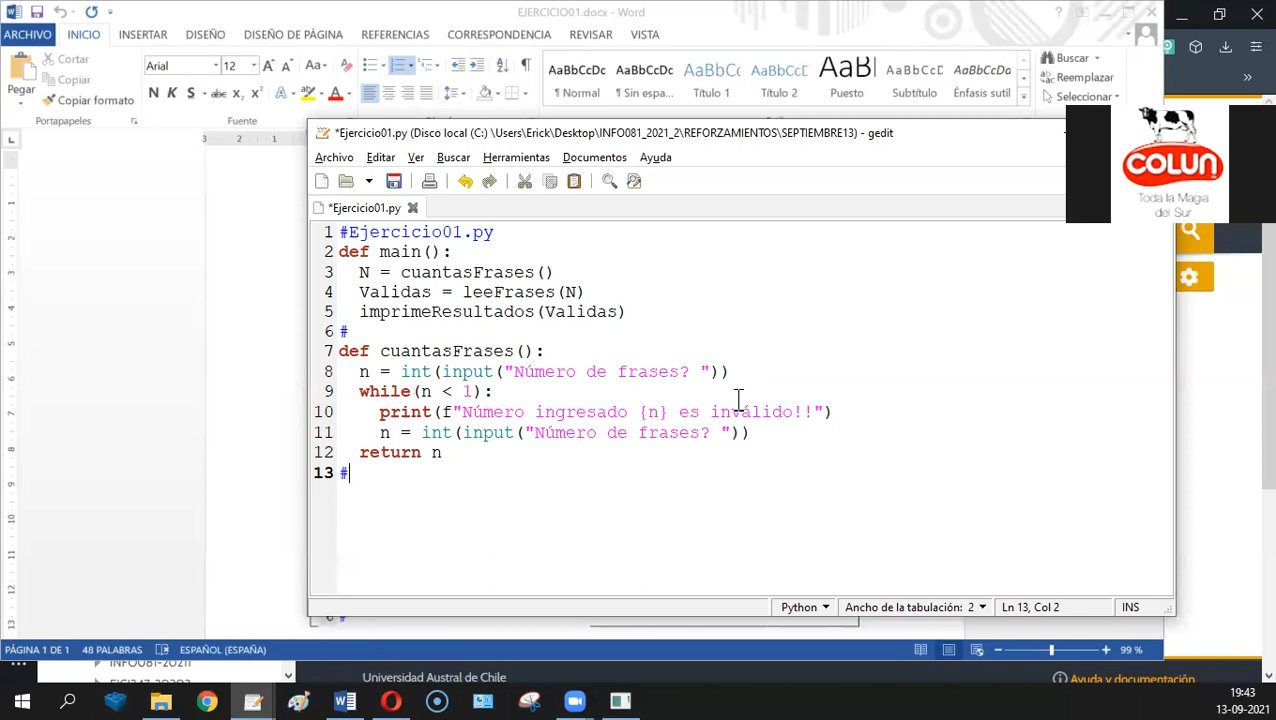 EJERCICIO01.docx - Word
ARCHIVO INICIO INSERTAR DISEÑO DISEÑO DE PÁGINA REFERENCIAS CORRESPONDENCIA REVISAR VISTA
Pegar
Cortar
Copiar
Copiar formato
Portapapeles
Arial 12
Fuente
AaBbCcDc AaBbCcDc AaBbCc AaBbCc AaB AaBbCcD AaBbCcDc
¶ Normal ¶ Sin espa... Título 1 Título 2 Puesto Subtítulo Énfasis sutil
Buscar
Reemplazar
Seleccionar
3 2 1
*Ejercicio01.py (Disco local (C:) \Users\Erick\Desktop\INFO081_2021_2\REFORZAMIENTOS\SEPTIEMBRE13) - gedit
Archivo Editar Ver Buscar Herramientas Documentos Ayuda
*Ejercicio01.py
COLUN
Toda la Magia
del Sur
1 #Ejercicio01.py
2 def main():
3 N = cuantasFrases()
4 Validas = leeFrases(N)
5 imprimeResultados(Validas)
6 #
7 def cuantasFrases():
8 n = int(input("Número de frases? "))
9 while(n < 1):
10 print(f"Número ingresado {n} es inválido!!")
11 n = int(input("Número de frases? "))
12 return n
13 #
Python Ancho de la tabulación: 2 Ln 13, Col 2 INS
PÁGINA 1 DE 1 48 PALABRAS ESPAÑOL (ESPAÑA) 99 %
INFO081-20211
Universidad Austral de Chile
Ayuda y documentación
19:43
13-09-2021